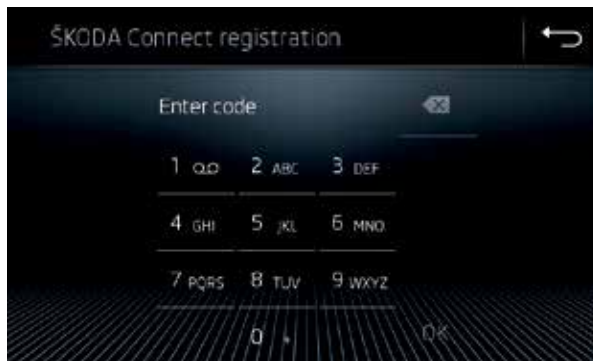 ŠKODA Connect registration
Enter code
1 2 ABC 3 DEF
4 GHI 5 JKL 6 MNO
7 PQRS 8 TUV 9 WXYZ
0 +
OK